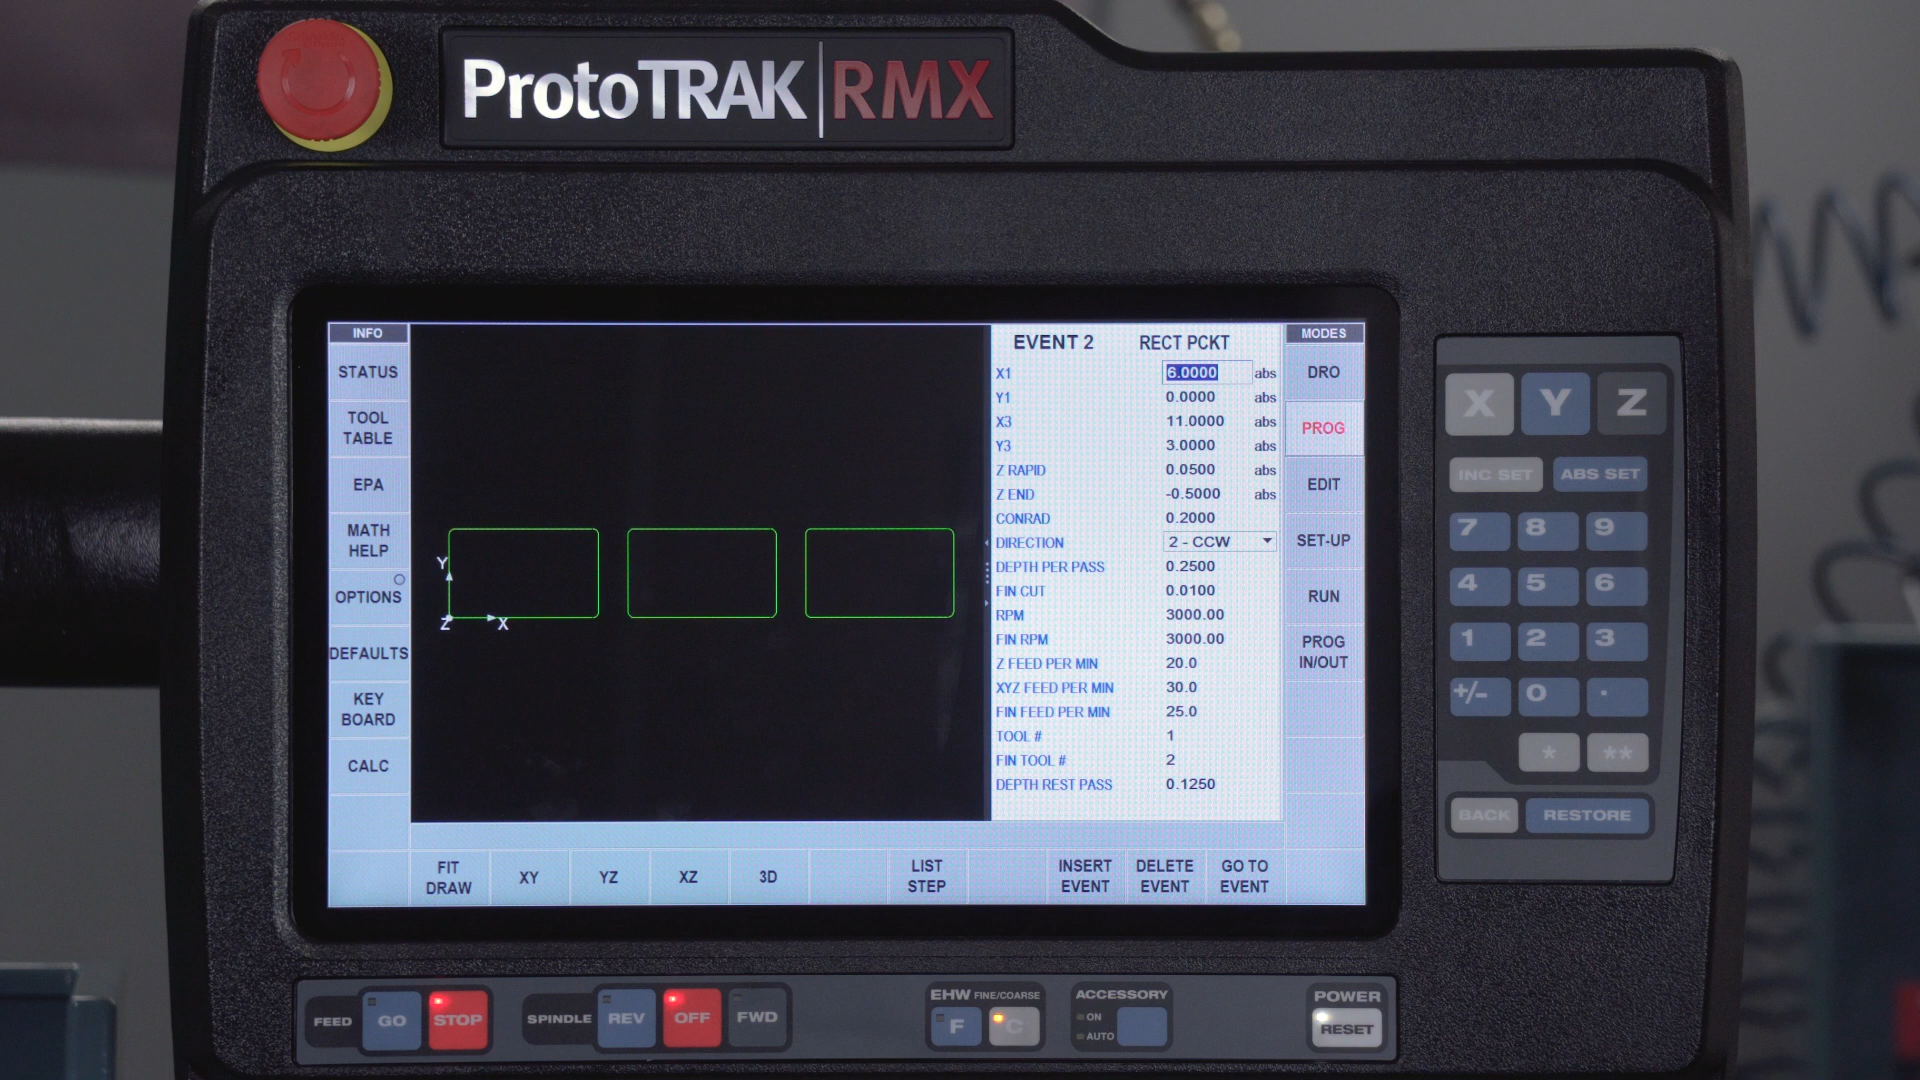 ProtoTRAK RMX
INFO
STATUS
TOOL
TABLE
EPA
MATH
HELP
OPTIONS
DEFAULTS
KEY
BOARD
CALC
Y
Z
X
EVENT 2 RECT PCKT
X1 6.0000 abs
Y1 0.0000 abs
X3 11.0000 abs
Y3 3.0000 abs
Z RAPID 0.0500 abs
Z END -0.5000 abs
CONRAD 0.2000
DIRECTION 2 - CCW
DEPTH PER PASS 0.2500
FIN CUT 0.0100
RPM 3000.00
FIN RPM 3000.00
Z FEED PER MIN 20.0
XYZ FEED PER MIN 30.0
FIN FEED PER MIN 25.0
TOOL # 1
FIN TOOL # 2
DEPTH REST PASS 0.1250
MODES
DRO
PROG
EDIT
SET-UP
RUN
PROG
IN/OUT
FIT
DRAW
XY
YZ
XZ
3D
LIST
STEP
INSERT
EVENT
DELETE
EVENT
GO TO
EVENT
X Y Z
INC SET ABS SET
7 8 9
4 5 6
1 2 3
+/- 0 .
* **
BACK RESTORE
FEED GO STOP
SPINDLE REV OFF FWD
EHW FINE/COARSE
F C
ACCESSORY
ON
AUTO
POWER
RESET